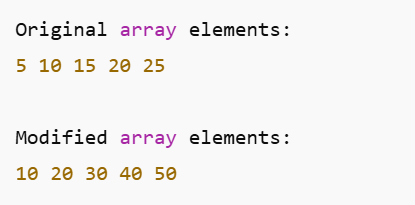 Original array elements:
5 10 15 20 25
Modified array elements:
10 20 30 40 50